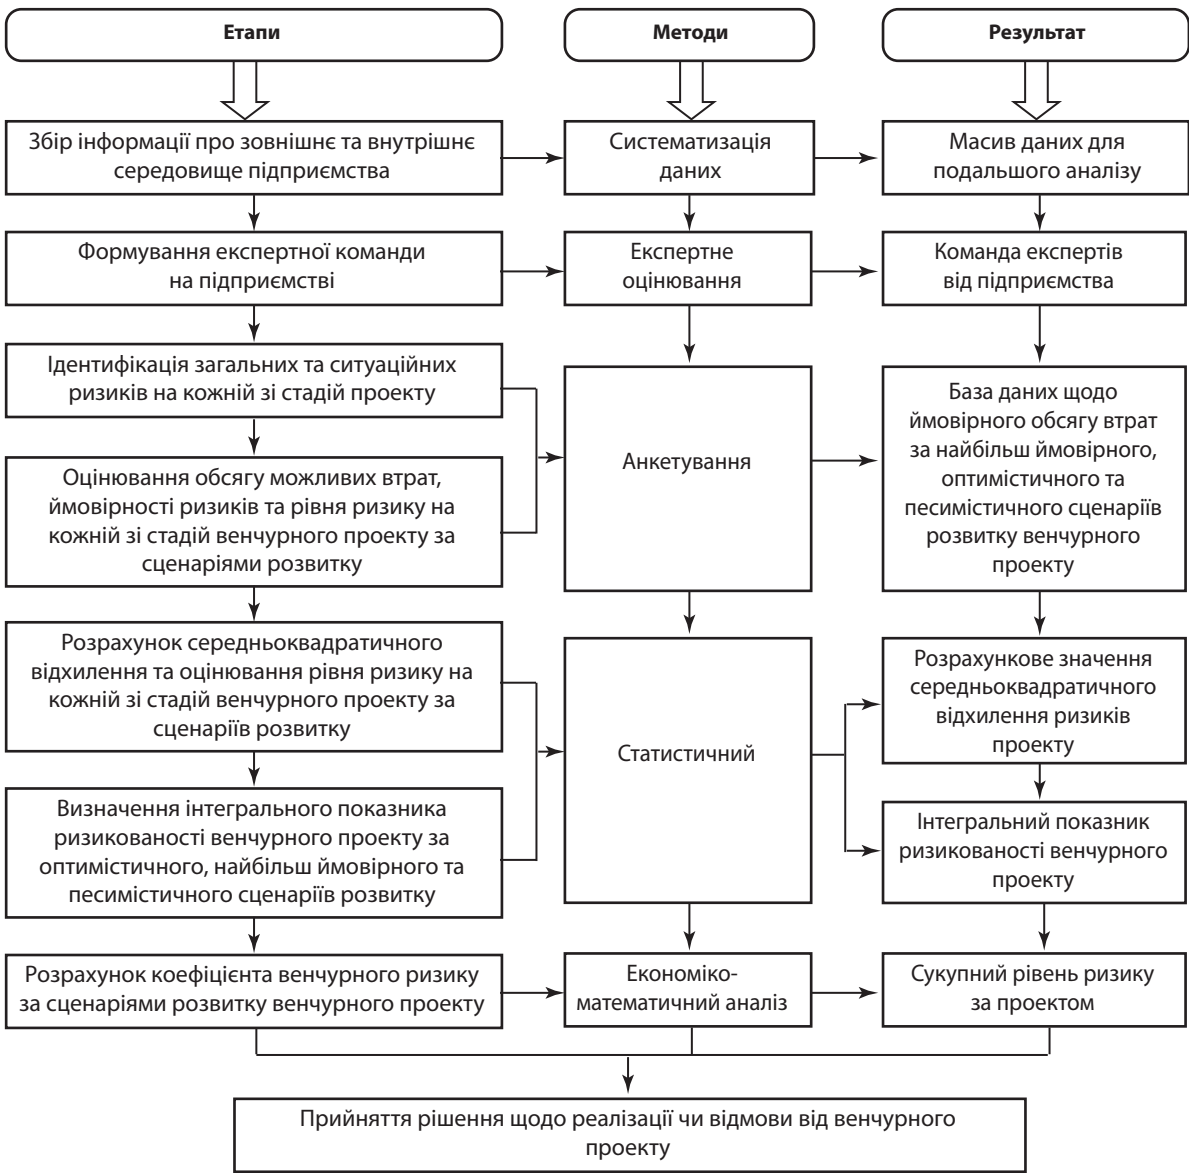 Етапи
Методи
Результат
Збір інформації про зовнішнє та внутрішнє
середовище підприємства
Систематизація
даних
Масив даних для
подальшого аналізу
Формування експертної команди
на підприємстві
Експертне
оцінювання
Команда експертів
від підприємства
Ідентифікація загальних та ситуаційних
ризиків на кожній зі стадій проекту
Оцінювання обсягу можливих втрат,
ймовірності ризиків та рівня ризику на
кожній зі стадій венчурного проекту за
сценаріями розвитку
Анкетування
База даних щодо
ймовірного обсягу втрат
за найбільш ймовірного,
оптимістичного та
песимістичного сценаріїв
розвитку венчурного
проекту
Розрахунок середньоквадратичного
відхилення та оцінювання рівня ризику на
кожній зі стадій венчурного проекту за
сценаріїв розвитку
Визначення інтегрального показника
ризикованості венчурного проекту за
оптимістичного, найбільш ймовірного та
песимістичного сценаріїв розвитку
Статистичний
Розрахункове значення
середньоквадратичного
відхилення ризиків
проекту
Інтегральний показник
ризикованості венчурного
проекту
Розрахунок коефіцієнта венчурного ризику
за сценаріями розвитку венчурного проекту
Економіко-
математичний аналіз
Сукупний рівень ризику
за проектом
Прийняття рішення щодо реалізації чи відмови від венчурного
проекту